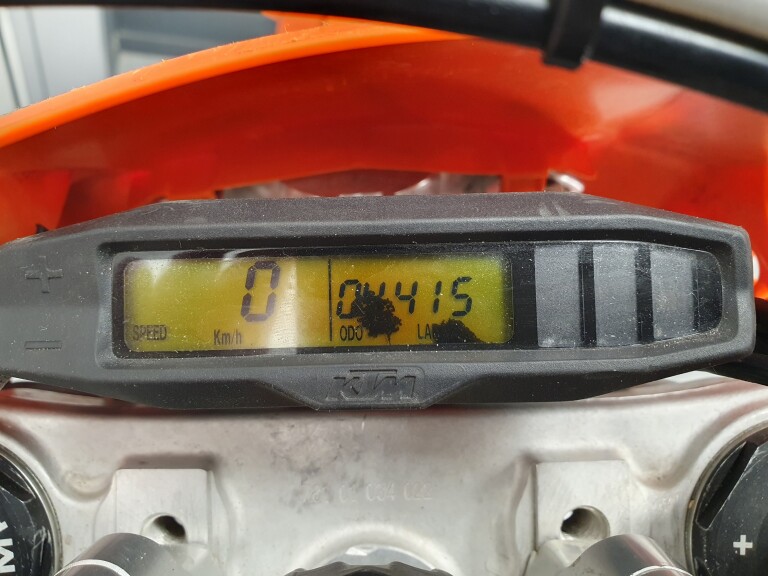 +
0
04415
SPEED Km/h ODO LAP
−
KTM
+